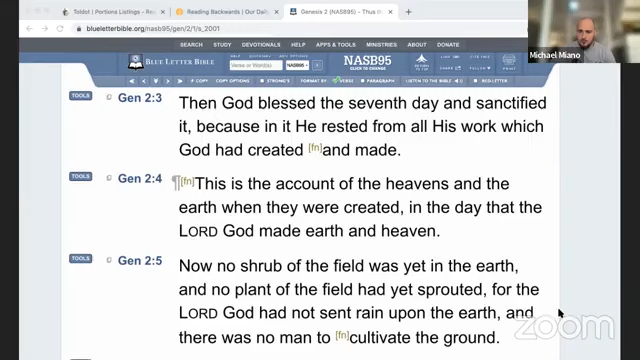 Toldot | Portions Listings -
Reading Backwards | Our Dail
Genesis 2 (NASB95) - Thus th
blueletterbible.org/nasb95/gen/2/1/s_2001
SEARCH STUDY DEVOTIONALS HELP ABOUT ~ SHOP CONTACT DONATE
BLUE LETTER BIBLE
Verse or Word(s)
NASB95
NASB95
CLICK TO CHANGE
Michael Miano
COPY COPY OPTIONS STRONG'S FORMAT BY VERSE PARAGRAPH LISTEN TO THE BIBLE RED LETTER
TOOLS Gen 2:3 Then God blessed the seventh day and sanctified
it, because in it He rested from all His work which
God had created [fn]and made.
TOOLS Gen 2:4 ¶[fn]This is the account of the heavens and the
earth when they were created, in the day that the
LORD God made earth and heaven.
TOOLS Gen 2:5 Now no shrub of the field was yet in the earth,
and no plant of the field had yet sprouted, for the
LORD God had not sent rain upon the earth, and
there was no man to [fn]cultivate the ground.
zoom